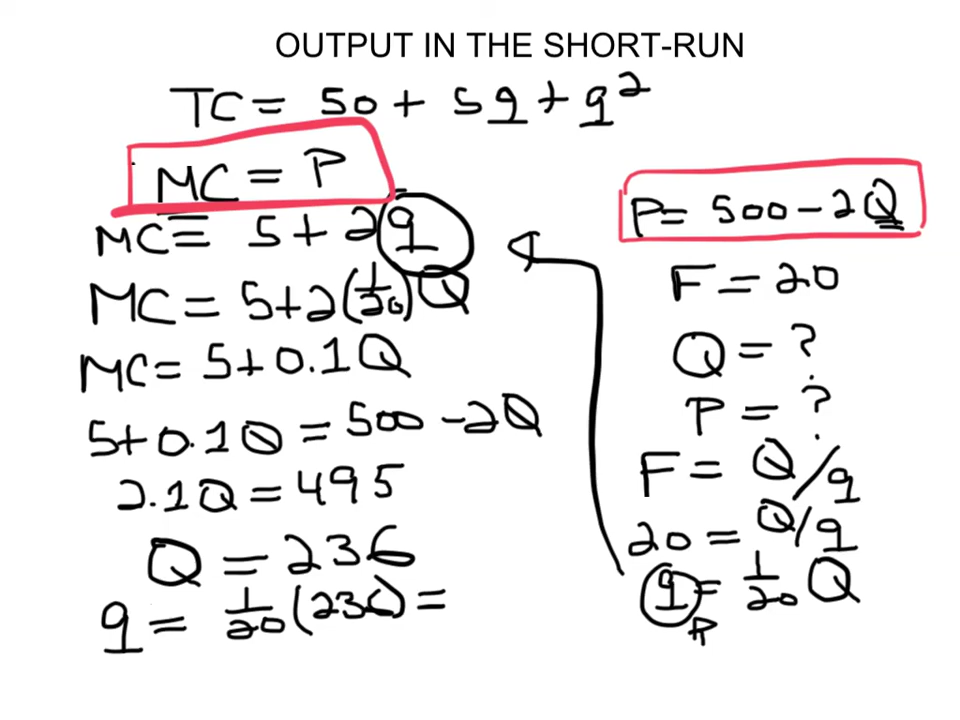 OUTPUT IN THE SHORT-RUN
TC = 50 + 5q + q²
MC = P
MC = 5 + 2q
MC = 5+2(1/20)Q
MC = 5+0.1Q
5+0.1Q = 500 -2Q
2.1Q = 495
Q = 236
q = 1/20 (236) =
P = 500 - 2Q
F = 20
Q = ?
P = ?
F = Q/q
20 = Q/q
q = 1/20 Q